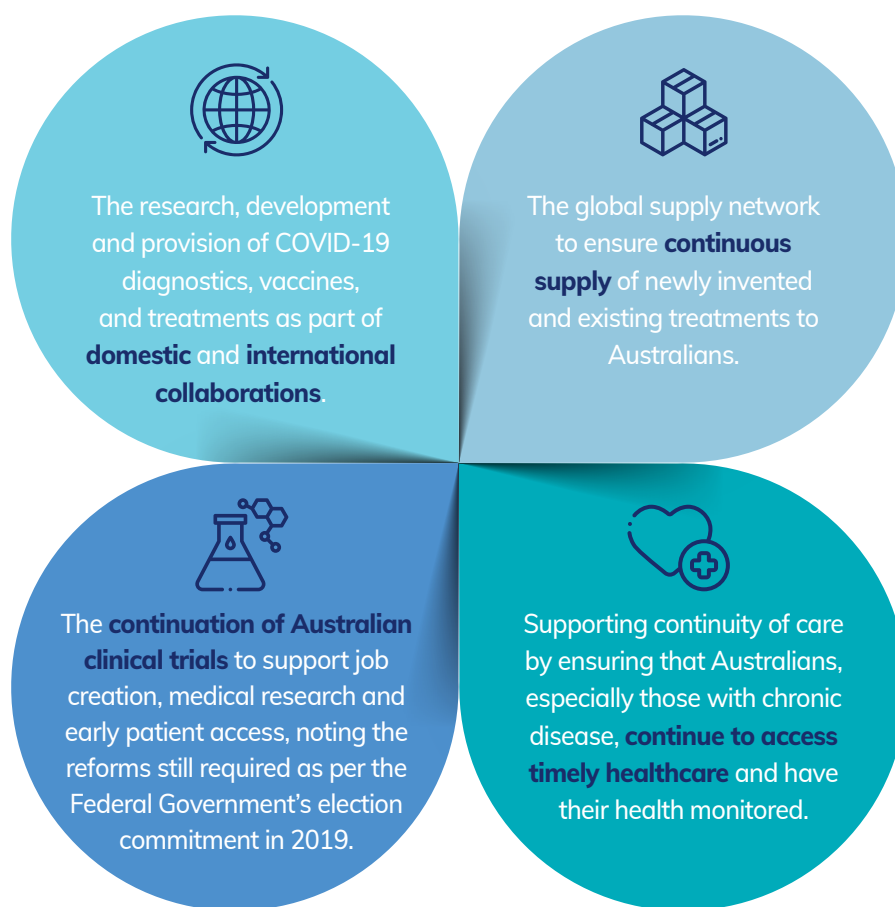 The research, development
and provision of COVID-19
diagnostics, vaccines,
and treatments as part of
domestic and international
collaborations.
The global supply network
to ensure continuous
supply of newly invented
and existing treatments to
Australians.
The continuation of Australian
clinical trials to support job
creation, medical research and
early patient access, noting the
reforms still required as per the
Federal Government’s election
commitment in 2019.
Supporting continuity of care
by ensuring that Australians,
especially those with chronic
disease, continue to access
timely healthcare and have
their health monitored.